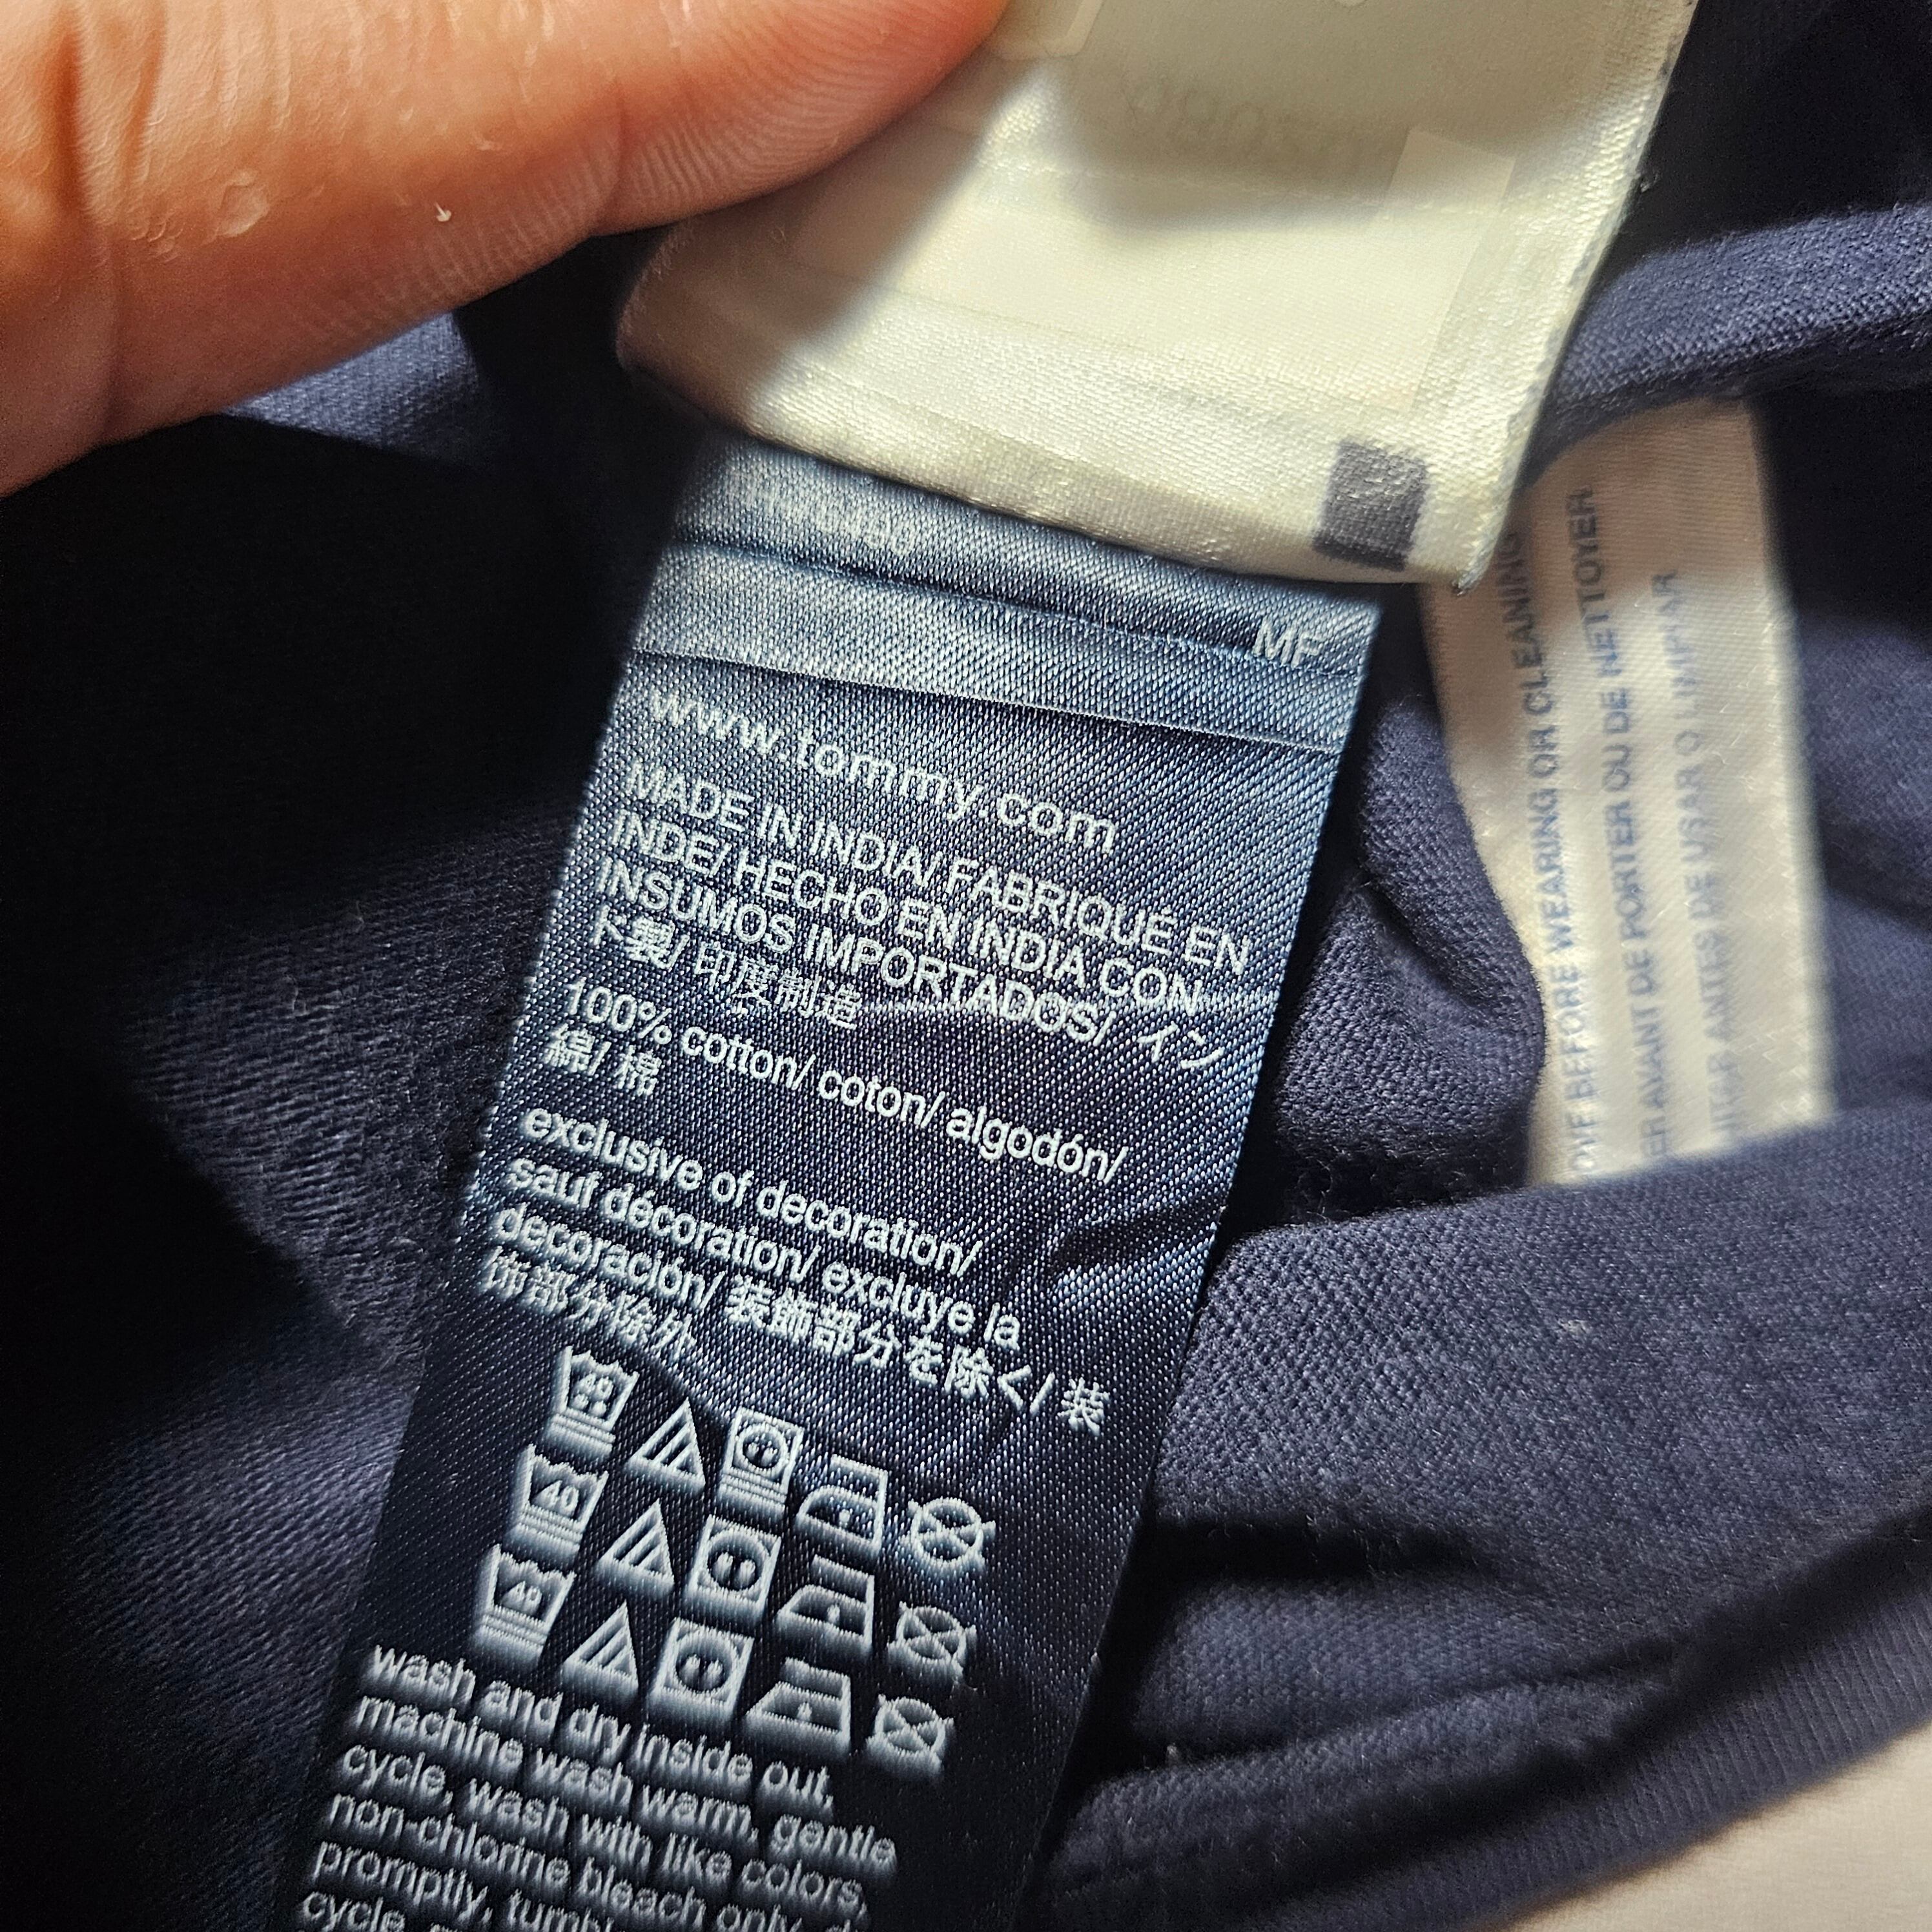 MF
www.tommy.com
MADE IN INDIA/ FABRIQUÉ EN
INDE/ HECHO EN INDIA CON
INSUMOS IMPORTADOS/ イン
ド製/ 印度制造
100% cotton/ coton/ algodón/
綿/ 棉
exclusive of decoration/
sauf décoration/ excluye la
decoración/ 装飾部分を除く/ 装
饰部分除外
40
40
40
wash and dry inside out,
machine wash warm, gentle
cycle, wash with like colors,
non-chlorine bleach only,
promptly,
cycle,
BEFORE WEARING OR CLEANING
AVANT DE PORTER OU DE NETTOYER
ANTES DE USAR O LIMPIAR